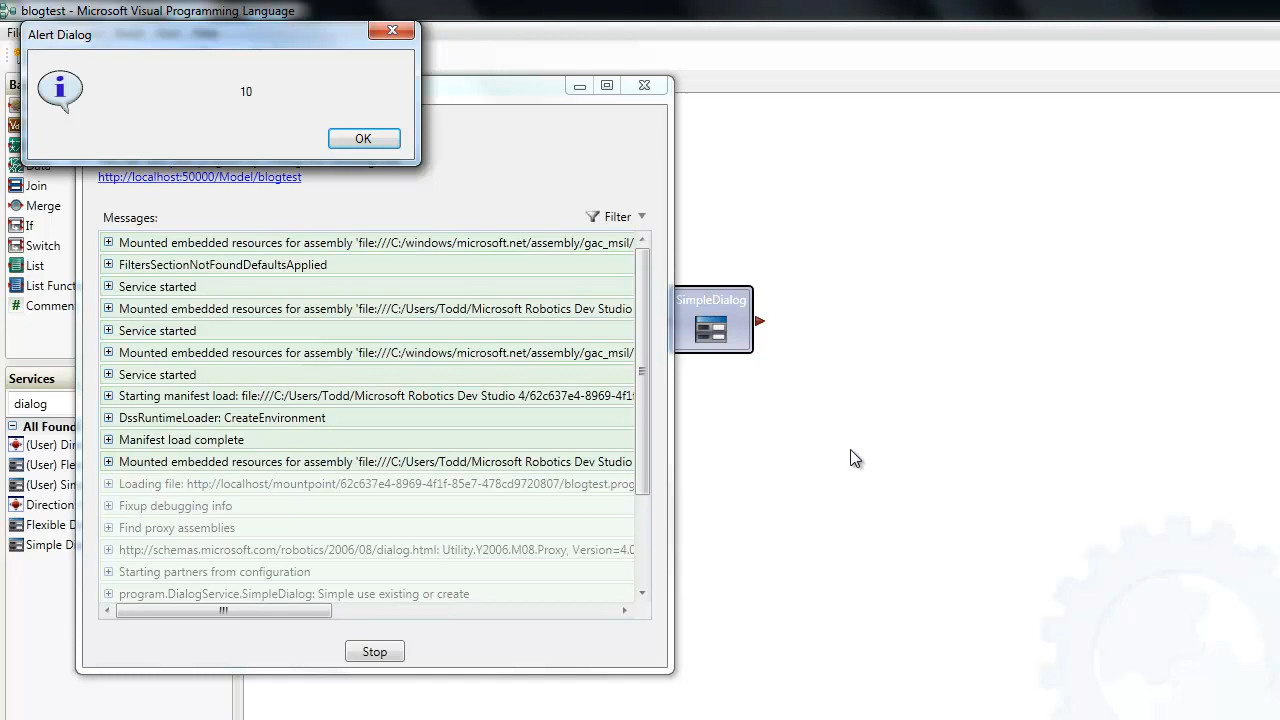 blogtest - Microsoft Visual Programming Language
Alert Dialog
10
OK
http://localhost:50000/Model/blogtest
Messages:
Filter
Mounted embedded resources for assembly 'file:///C:/windows/microsoft.net/assembly/gac_msil/
FiltersSectionNotFoundDefaultsApplied
Service started
Mounted embedded resources for assembly 'file:///C:/Users/Todd/Microsoft Robotics Dev Studio
Service started
Mounted embedded resources for assembly 'file:///C:/windows/microsoft.net/assembly/gac_msil/
Service started
Starting manifest load: file:///C:/Users/Todd/Microsoft Robotics Dev Studio 4/62c637e4-8969-4f1f
DssRuntimeLoader: CreateEnvironment
Manifest load complete
Mounted embedded resources for assembly 'file:///C:/Users/Todd/Microsoft Robotics Dev Studio
Loading file: http://localhost/mountpoint/62c637e4-8969-4f1f-85e7-478cd9720807/blogtest.prog
Fixup debugging info
Find proxy assemblies
http://schemas.microsoft.com/robotics/2006/08/dialog.html: Utility.Y2006.M08.Proxy, Version=4.0
Starting partners from configuration
program.DialogService.SimpleDialog: Simple use existing or create
Stop
Ba
Join
Merge
If
Switch
List
List Func
# Commen
Services
dialog
All Foun
(User) Di
(User) Fle
(User) Sin
Direction
Flexible D
Simple D
SimpleDialog